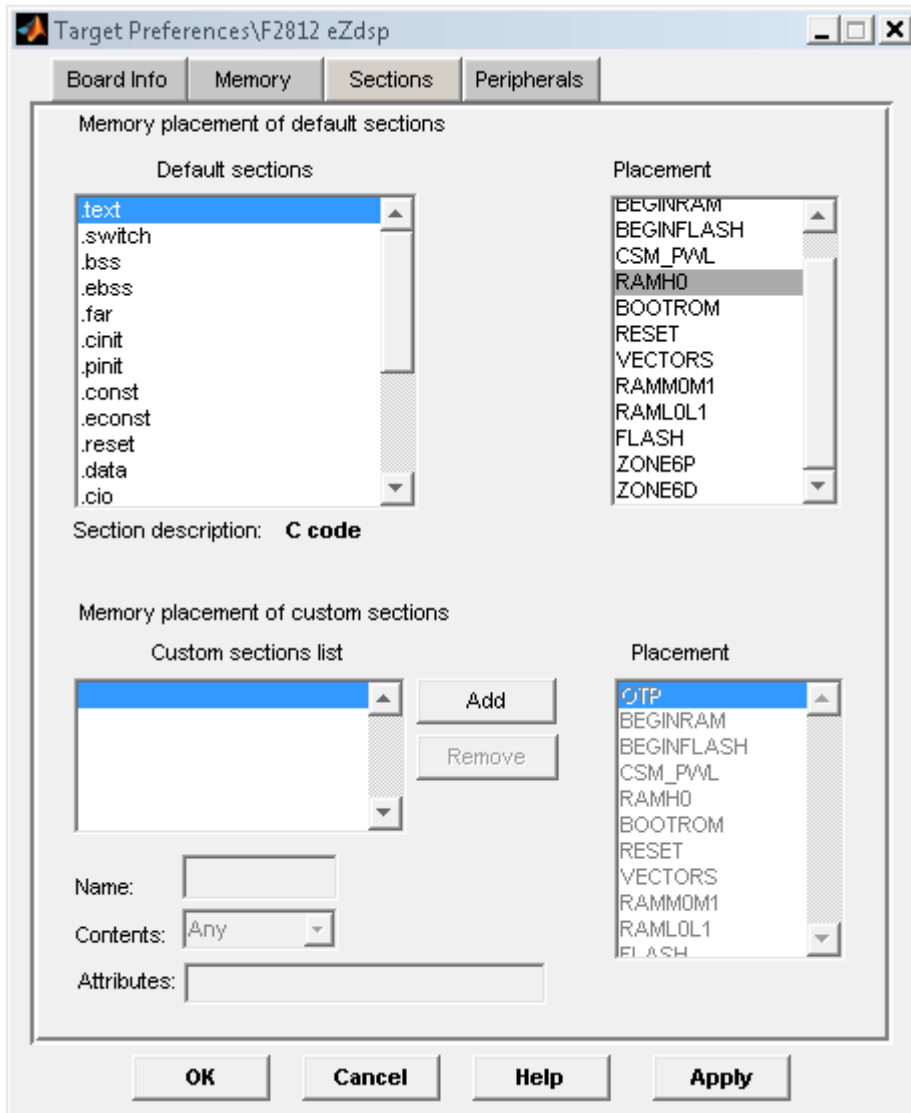 Target Preferences\F2812 eZdsp
Board Info Memory Sections Peripherals
Memory placement of default sections
Default sections
.text
.switch
.bss
.ebss
.far
.cinit
.pinit
.const
.econst
.reset
.data
.cio
Placement
BEGINRAM
BEGINFLASH
CSM_PWL
RAMH0
BOOTROM
RESET
VECTORS
RAMM0M1
RAML0L1
FLASH
ZONE6P
ZONE6D
Section description: C code
Memory placement of custom sections
Custom sections list
Add
Remove
Placement
OTP
BEGINRAM
BEGINFLASH
CSM_PWL
RAMH0
BOOTROM
RESET
VECTORS
RAMM0M1
RAML0L1
FLASH
Name:
Contents: Any
Attributes:
OK Cancel Help Apply